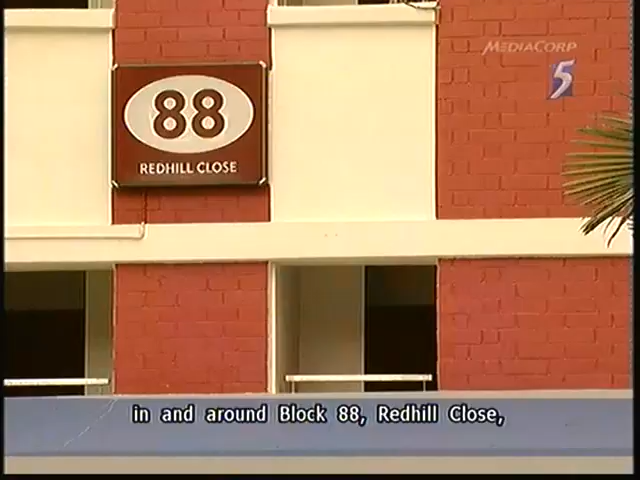 MEDIACORP
5
88
REDHILL CLOSE
in and around Block 88, Redhill Close,